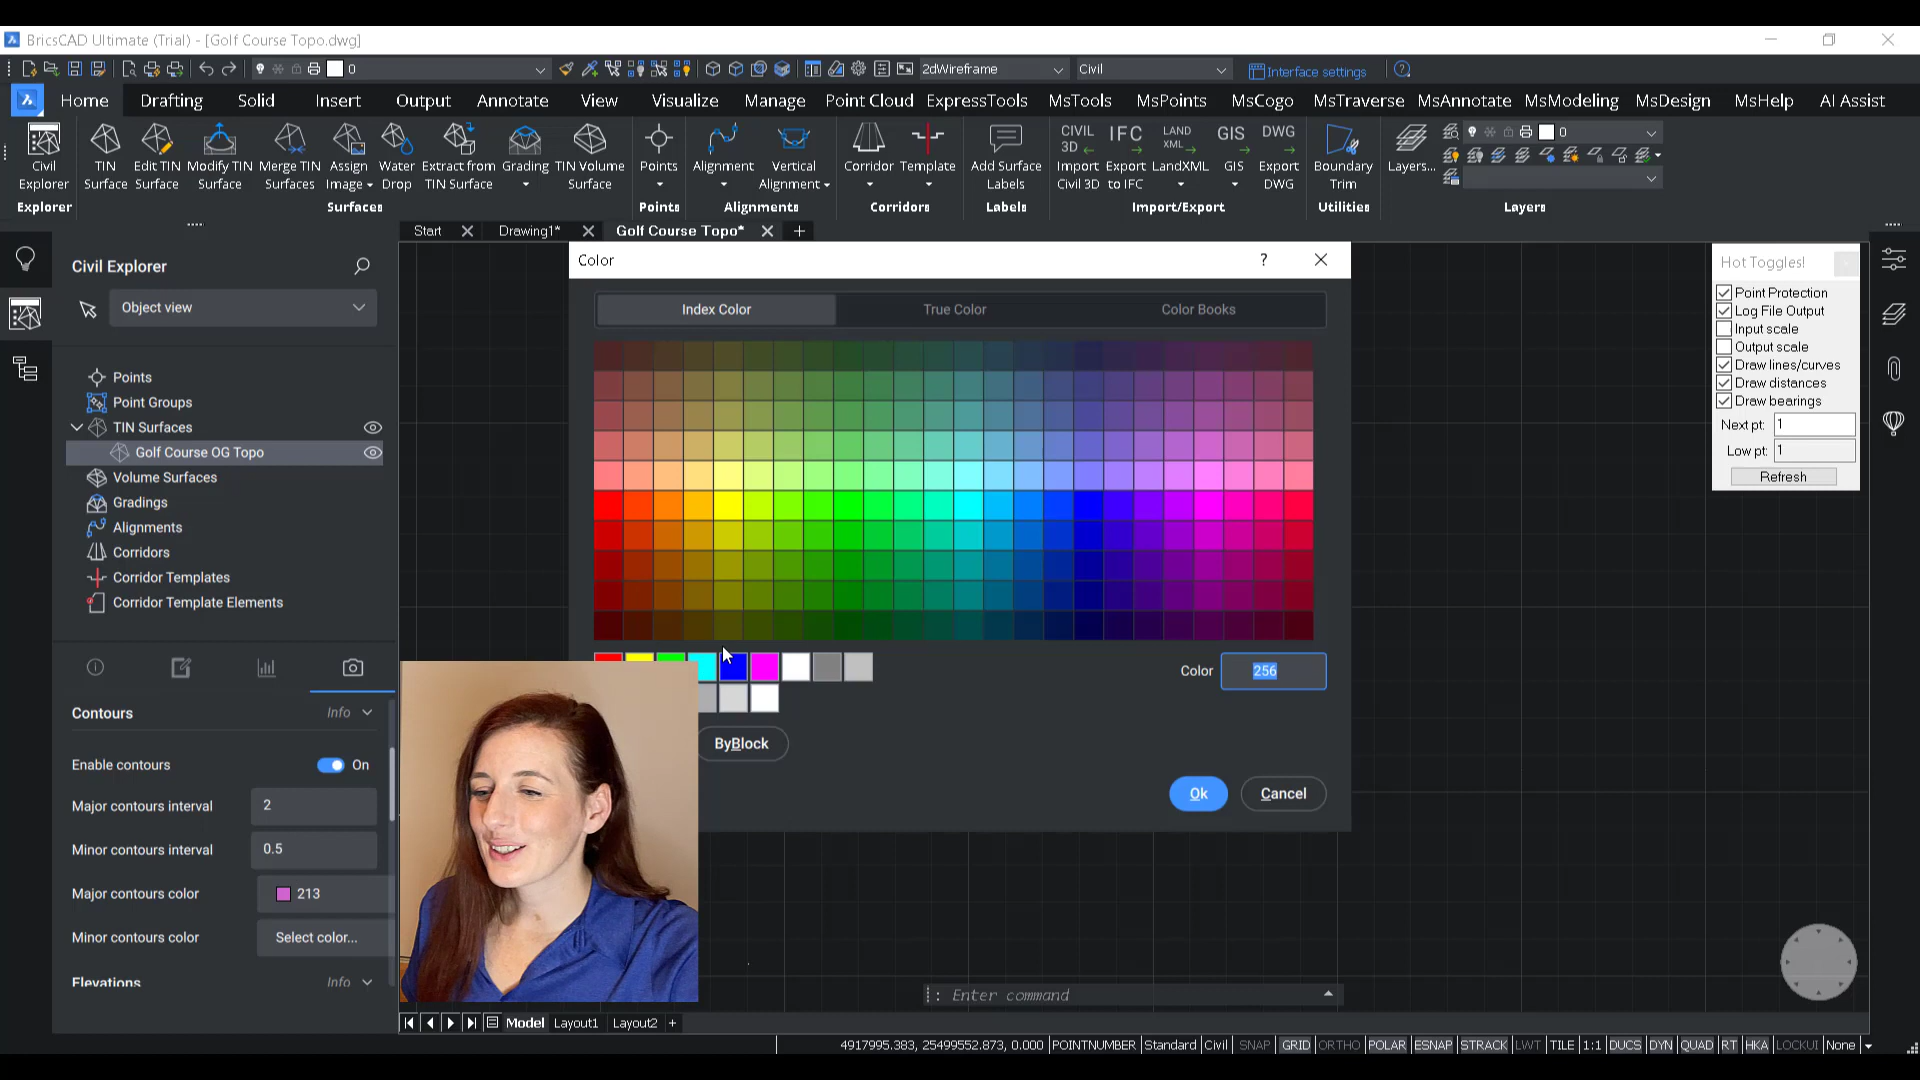 BricsCAD Ultimate (Trial) - [Golf Course Topo.dwg]
0
2dWireframe
Civil
Interface settings
Home Drafting Solid Insert Output Annotate View Visualize Manage Point Cloud ExpressTools MsTools MsPoints MsCogo MsTraverse MsAnnotate MsModeling MsDesign MsHelp AI Assist
Civil Explorer
TIN Surface
Edit TIN Surface
Modify TIN Surface
Merge TIN Surfaces
Assign Image
Water Drop
Extract from TIN Surface
Grading
TIN Volume Surface
Points
Alignment
Vertical Alignment
Corridor
Template
Add Surface Labels
CIVIL 3D
Import Civil 3D
IFC
Export to IFC
LAND XML
LandXML
GIS
GIS
DWG
Export DWG
Boundary Trim
Layers...
0
Explorer Surfaces Points Alignments Corridors Labels Import/Export Utilities Layers
Start Drawing1* Golf Course Topo*
Civil Explorer
Object view
Points
Point Groups
TIN Surfaces
Golf Course OG Topo
Volume Surfaces
Gradings
Alignments
Corridors
Corridor Templates
Corridor Template Elements
Contours Info
Enable contours On
Major contours interval 2
Minor contours interval 0.5
Major contours color 213
Minor contours color Select color...
Elevations Info
Color ?
Index Color True Color Color Books
Color 256
ByBlock
Ok Cancel
Hot Toggles!
Point Protection
Log File Output
Input scale
Output scale
Draw lines/curves
Draw distances
Draw bearings
Next pt: 1
Low pt: 1
Refresh
: Enter command
Model Layout1 Layout2 +
4917995.383, 25499552.873, 0.000 POINTNUMBER Standard Civil SNAP GRID ORTHO POLAR ESNAP STRACK LWT TILE 1:1 DUCS DYN QUAD RT HKA LOCKUI None